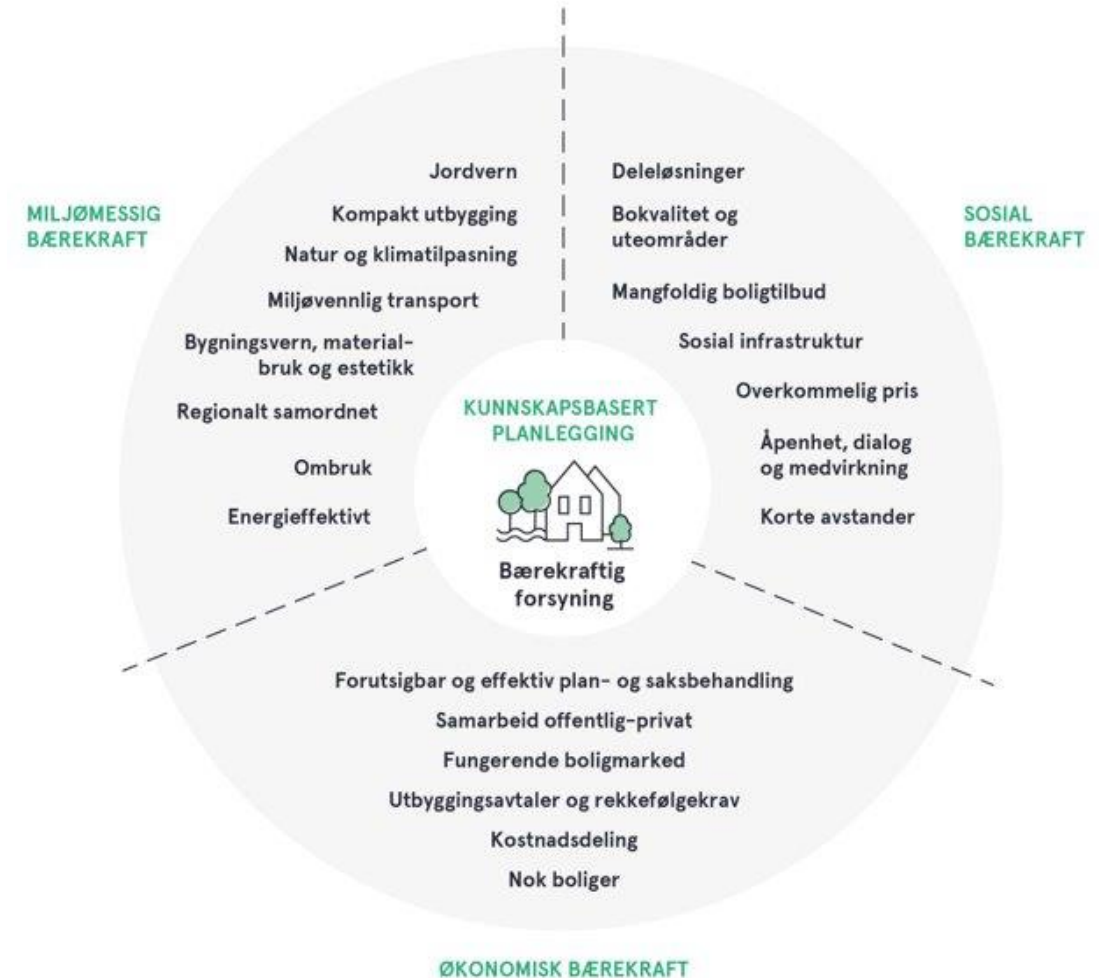 MILJØMESSIG
BÆREKRAFT
Jordvern
Kompakt utbygging
Natur og klimatilpasning
Miljøvennlig transport
Bygningsvern, material-
bruk og estetikk
Regionalt samordnet
Ombruk
Energieffektivt
SOSIAL
BÆREKRAFT
Deleløsninger
Bokvalitet og
uteområder
Mangfoldig boligtilbud
Sosial infrastruktur
Overkommelig pris
Åpenhet, dialog
og medvirkning
Korte avstander
KUNNSKAPSBASERT
PLANLEGGING
Bærekraftig
forsyning
Forutsigbar og effektiv plan- og saksbehandling
Samarbeid offentlig-privat
Fungerende boligmarked
Utbyggingsavtaler og rekkefølgekrav
Kostnadsdeling
Nok boliger
ØKONOMISK BÆREKRAFT